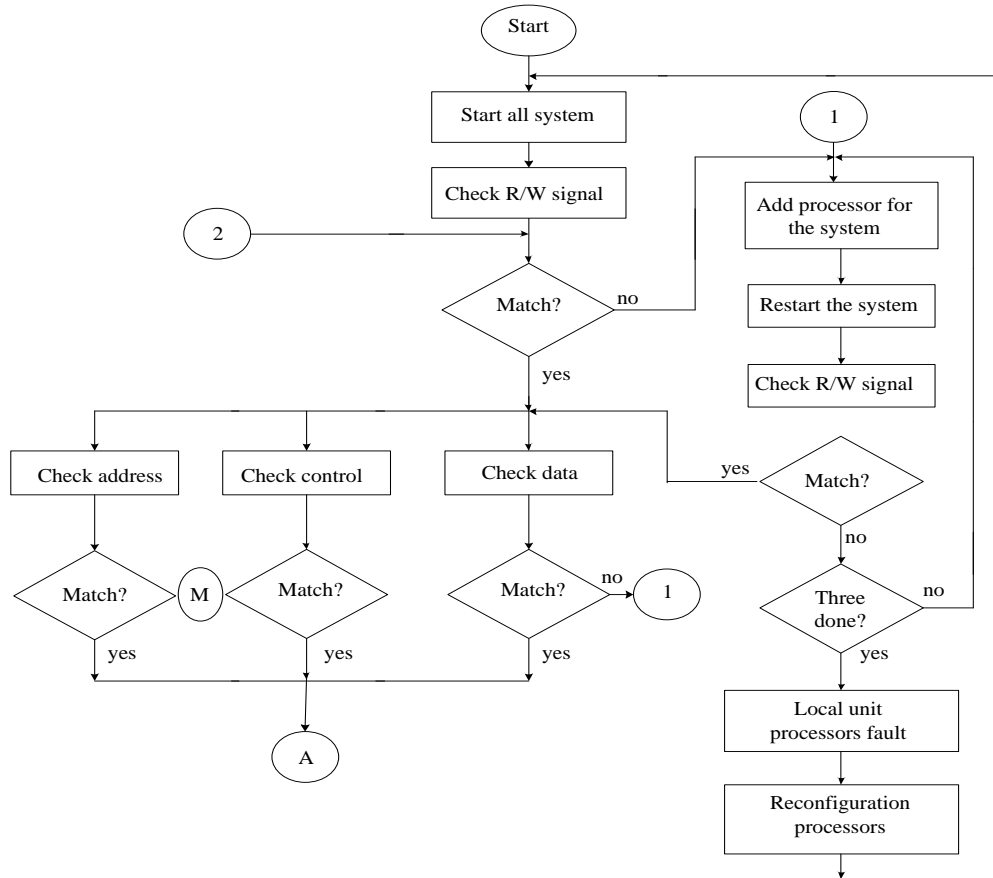 Start
Start all system
1
Check R/W signal
Add processor for
the system
2
Match?
no
Restart the system
yes
Check R/W signal
Check address
Check control
Check data
yes
Match?
no
Match?
M
Match?
Match?
no
1
Three
done?
no
yes
yes
yes
yes
Local unit
processors fault
A
Reconfiguration
processors